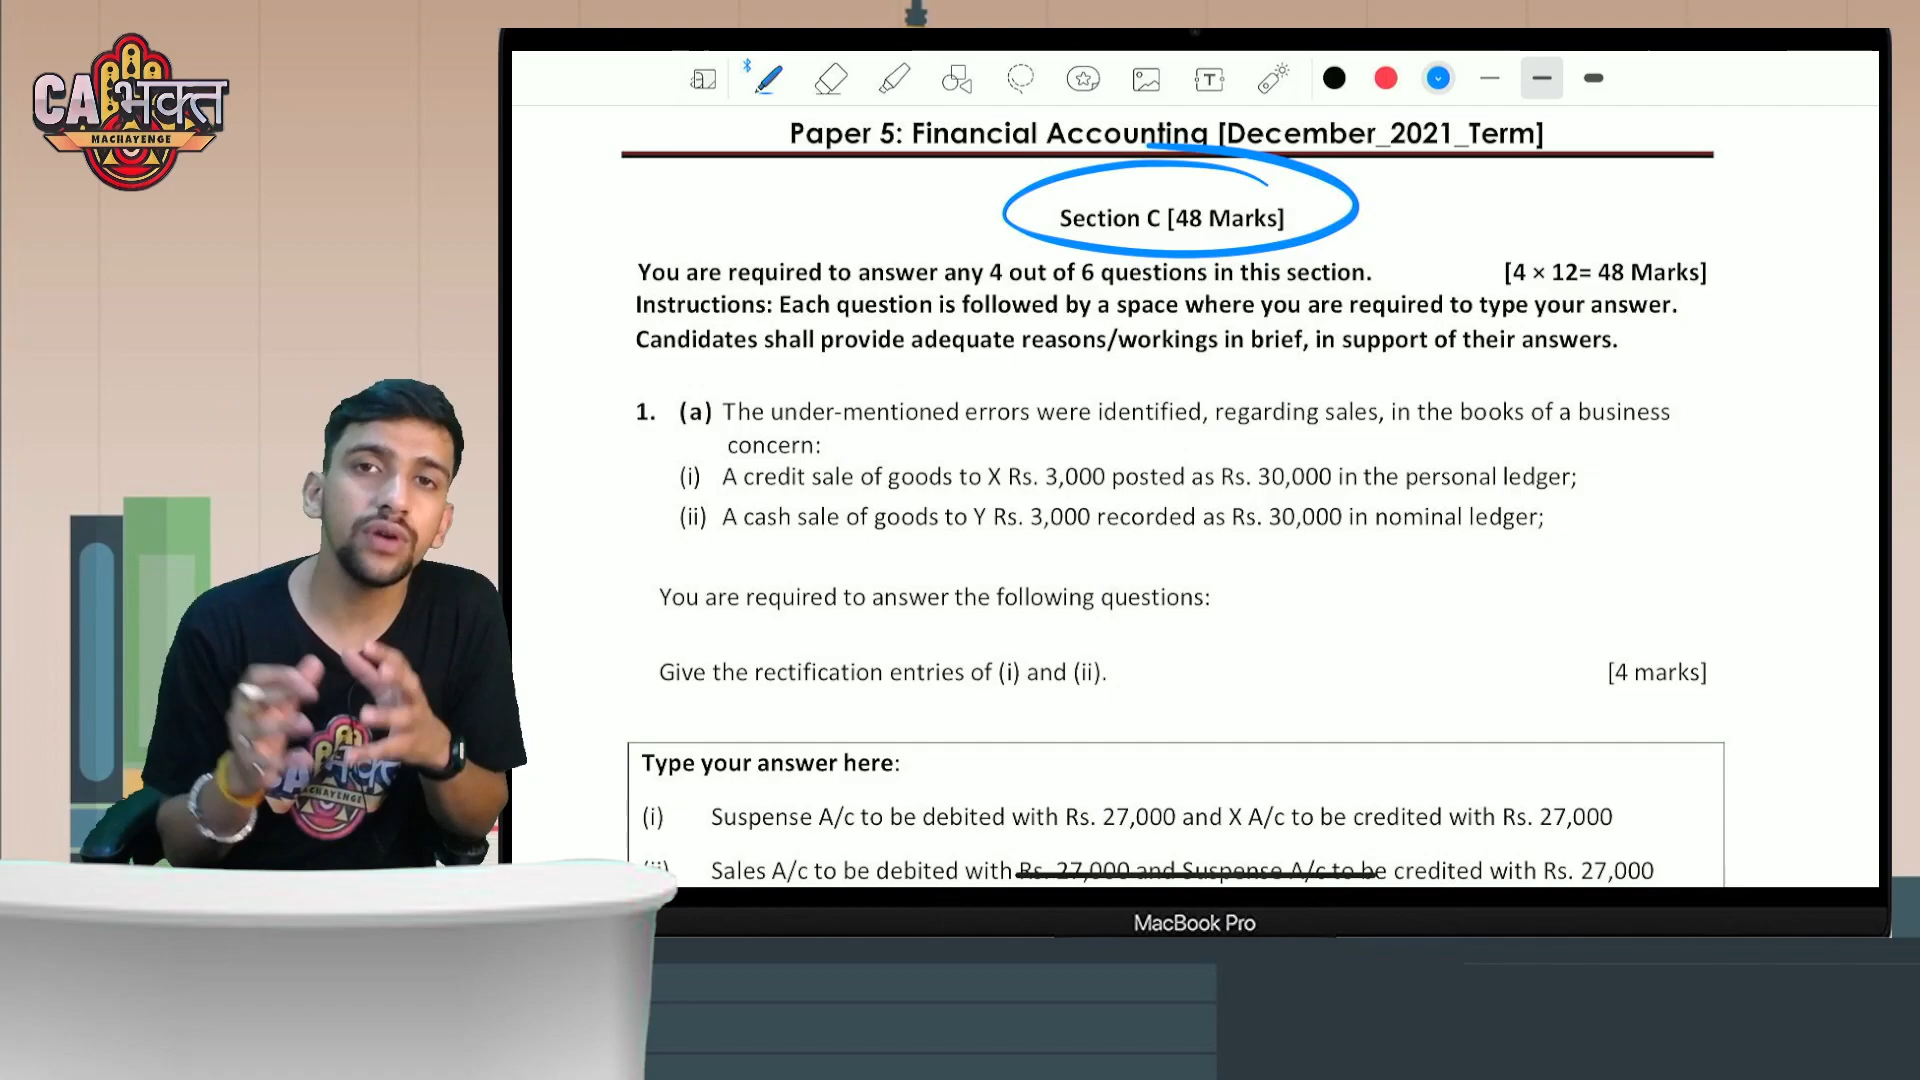 CA भक्त
MACHAYENGE
Paper 5: Financial Accounting [December_2021_Term]
Section C [48 Marks]
You are required to answer any 4 out of 6 questions in this section. [4 × 12= 48 Marks]
Instructions: Each question is followed by a space where you are required to type your answer.
Candidates shall provide adequate reasons/workings in brief, in support of their answers.
1. (a) The under-mentioned errors were identified, regarding sales, in the books of a business
concern:
(i) A credit sale of goods to X Rs. 3,000 posted as Rs. 30,000 in the personal ledger;
(ii) A cash sale of goods to Y Rs. 3,000 recorded as Rs. 30,000 in nominal ledger;
You are required to answer the following questions:
Give the rectification entries of (i) and (ii). [4 marks]
Type your answer here:
(i) Suspense A/c to be debited with Rs. 27,000 and X A/c to be credited with Rs. 27,000
(ii) Sales A/c to be debited with Rs. 27,000 and Suspense A/c to be credited with Rs. 27,000
CA भक्त
MACHAYENGE
MacBook Pro